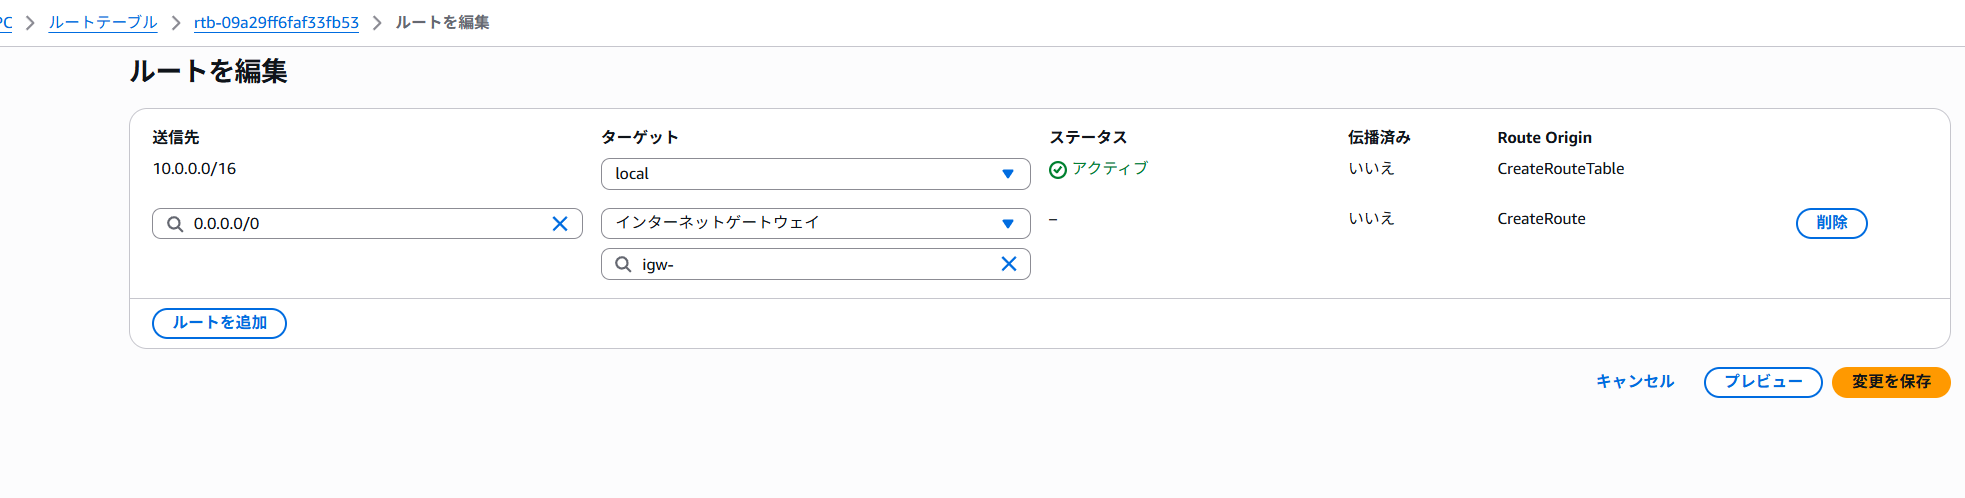 PC > ルートテーブル > rtb-09a29ff6faf33fb53 > ルートを編集
ルートを編集
送信先 ターゲット ステータス 伝播済み Route Origin
10.0.0.0/16 local アクティブ いいえ CreateRouteTable
0.0.0.0/0 インターネットゲートウェイ – いいえ CreateRoute 削除
igw-
ルートを追加
キャンセル プレビュー 変更を保存